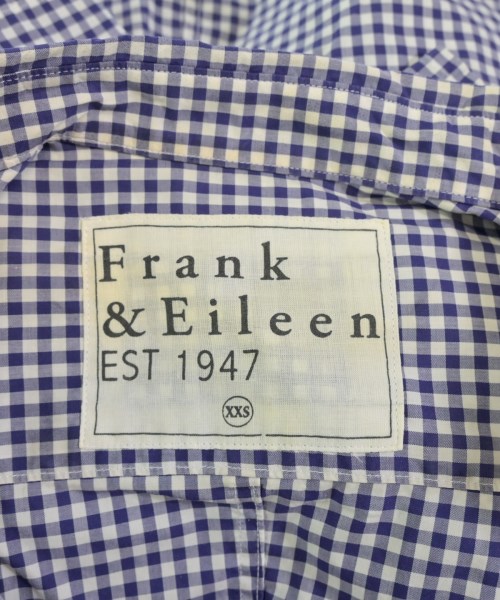 Frank
& Eileen
EST 1947
XXS